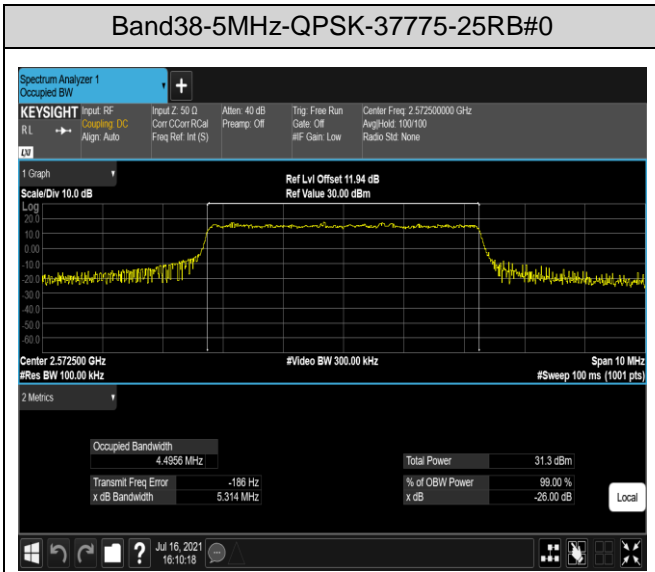 Band38-5MHz-QPSK-37775-25RB#0
Spectrum Analyzer 1
Occupied BW
+
KEYSIGHT
RL
LXI
Input: RF
Coupling: DC
Align: Auto
Input Z: 50 Ω
Corr CCorr RCal
Freq Ref: Int (S)
Atten: 40 dB
Preamp: Off
Trig: Free Run
Gate: Off
#IF Gain: Low
Center Freq: 2.572500000 GHz
Avg|Hold: 100/100
Radio Std: None
1 Graph
Scale/Div 10.0 dB
Ref Lvl Offset 11.94 dB
Ref Value 30.00 dBm
Log
20.0
10.0
0.00
-10.0
-20.0
-30.0
-40.0
-50.0
-60.0
Center 2.572500 GHz
#Res BW 100.00 kHz
#Video BW 300.00 kHz
Span 10 MHz
#Sweep 100 ms (1001 pts)
2 Metrics
Occupied Bandwidth
4.4956 MHz
Transmit Freq Error -186 Hz
x dB Bandwidth 5.314 MHz
Total Power 31.3 dBm
% of OBW Power 99.00 %
x dB -26.00 dB
Local
?
Jul 16, 2021
16:10:18